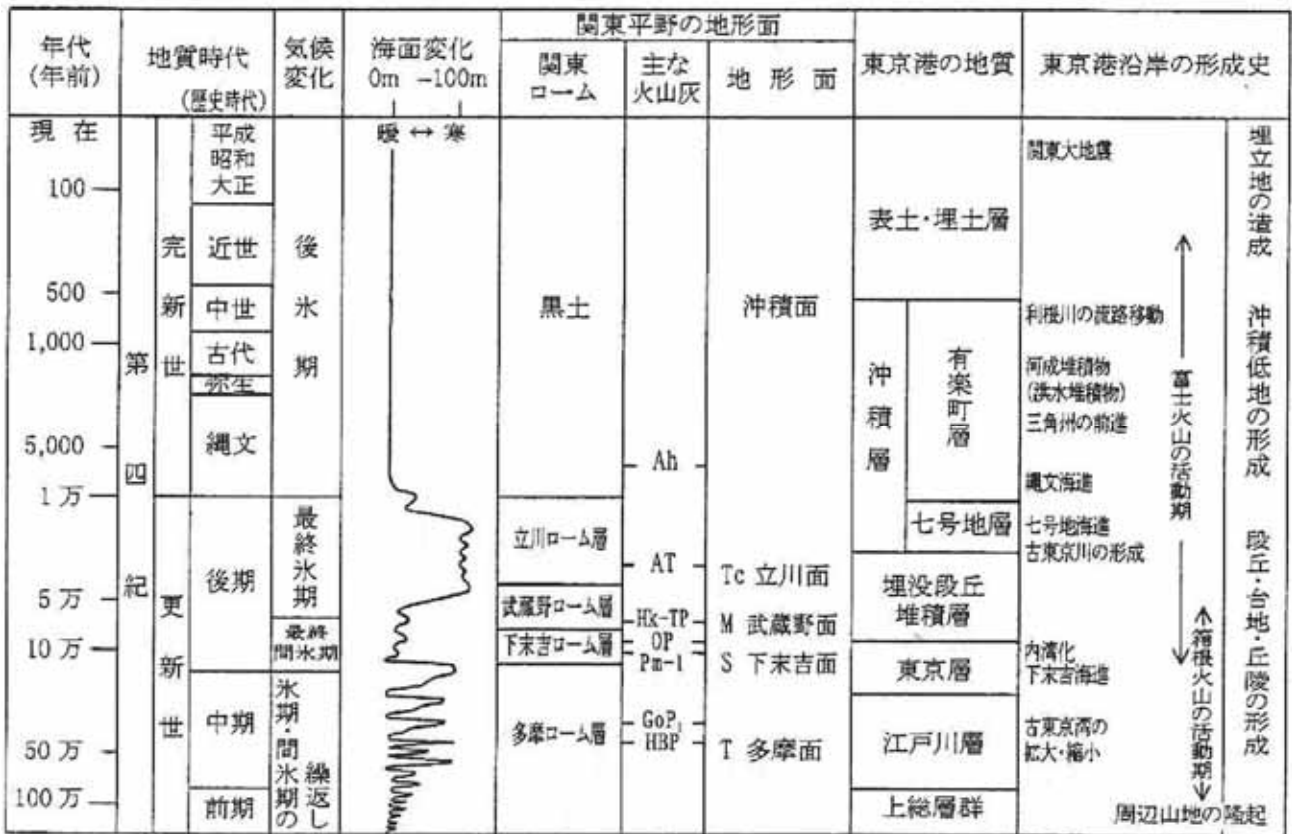 年代
(年前)
地質時代
(歴史時代)
気候
変化
海面変化
0m -100m
関東平野の地形面
関東
ローム
主な
火山灰
地形面
東京港の地質
東京港沿岸の形成史
現在
100
500
1,000
5,000
1万
5万
10万
50万
100万
第四紀
完新世
更新世
平成
昭和
大正
近世
中世
古代
弥生
縄文
後期
中期
前期
後氷期
最終氷期
最終
間氷期
氷期・間氷期の
繰返し
暖 ↔ 寒
黒土
立川ローム層
武蔵野ローム層
下末吉ローム層
多摩ローム層
Ah
AT
Hk-TP
OP
Pm-1
GoP₁
HBP
沖積面
Tc 立川面
M 武蔵野面
S 下末吉面
T 多摩面
表土・埋土層
沖積層
有楽町層
七号地層
埋没段丘
堆積層
東京層
江戸川層
上総層群
関東大地震
利根川の流路移動
河成堆積物
(洪水堆積物)
三角州の前進
縄文海進
七号地海進
古東京川の形成
内湾化
下末吉海進
古東京湾の
拡大・縮小
周辺山地の隆起
富士火山の活動期
箱根火山の活動期
埋立地の造成
沖積低地の形成
段丘・台地・丘陵の形成